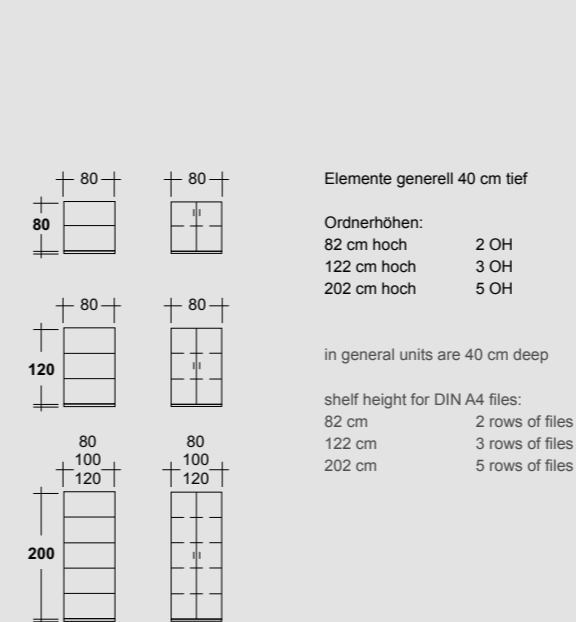 80 80
80
80 80
120
80 80
100 100
120 120
200
Elemente generell 40 cm tief
Ordnerhöhen:
82 cm hoch 2 OH
122 cm hoch 3 OH
202 cm hoch 5 OH
in general units are 40 cm deep
shelf height for DIN A4 files:
82 cm 2 rows of files
122 cm 3 rows of files
202 cm 5 rows of files